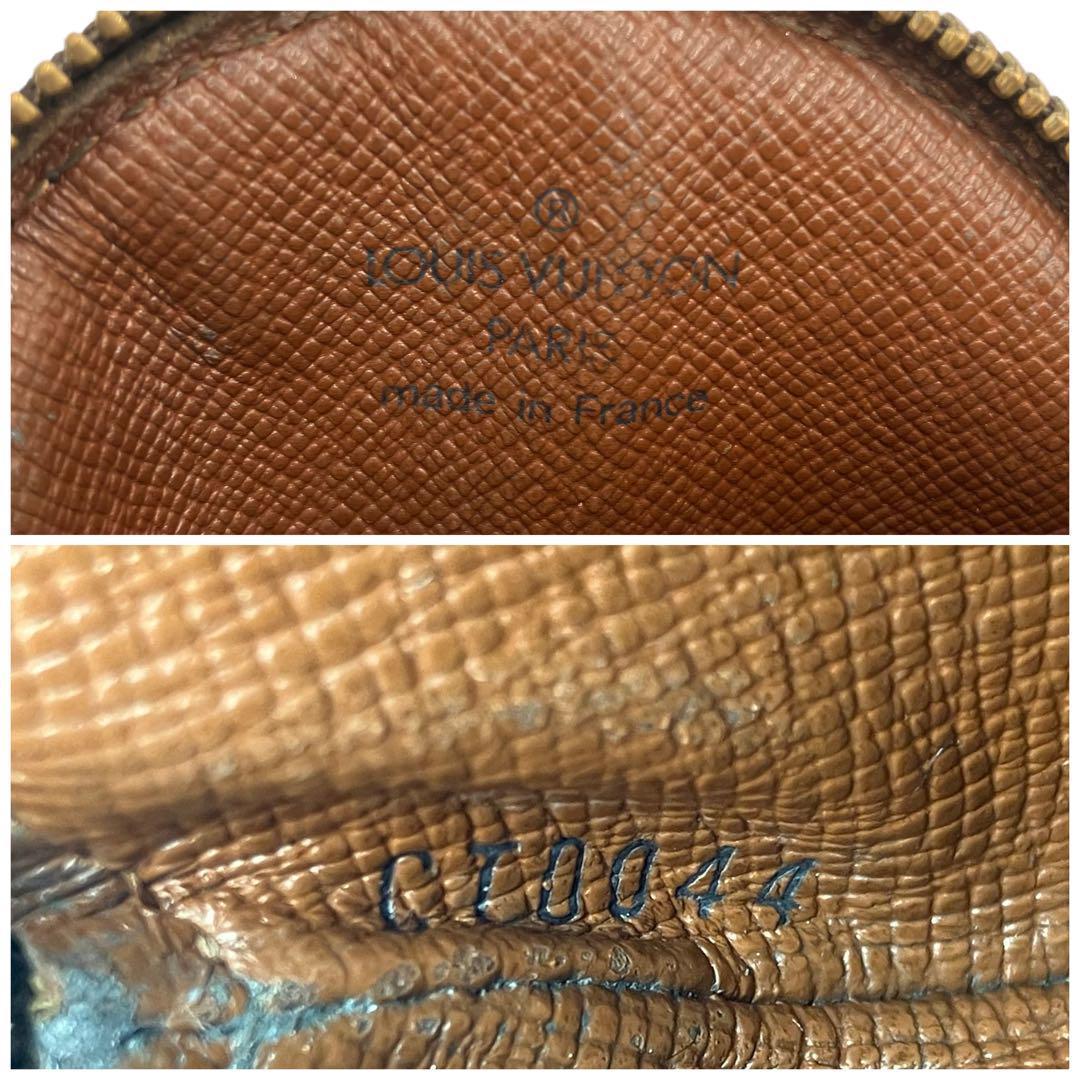 ®
LOUIS VUITTON
PARIS
made in France
CT0044